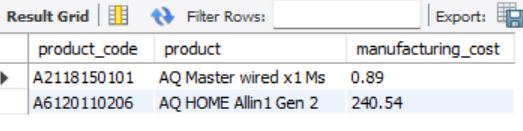 Result Grid Filter Rows: Export:
product_code product manufacturing_cost
A2118150101 AQ Master wired x1 Ms 0.89
A6120110206 AQ HOME Allin1 Gen 2 240.54